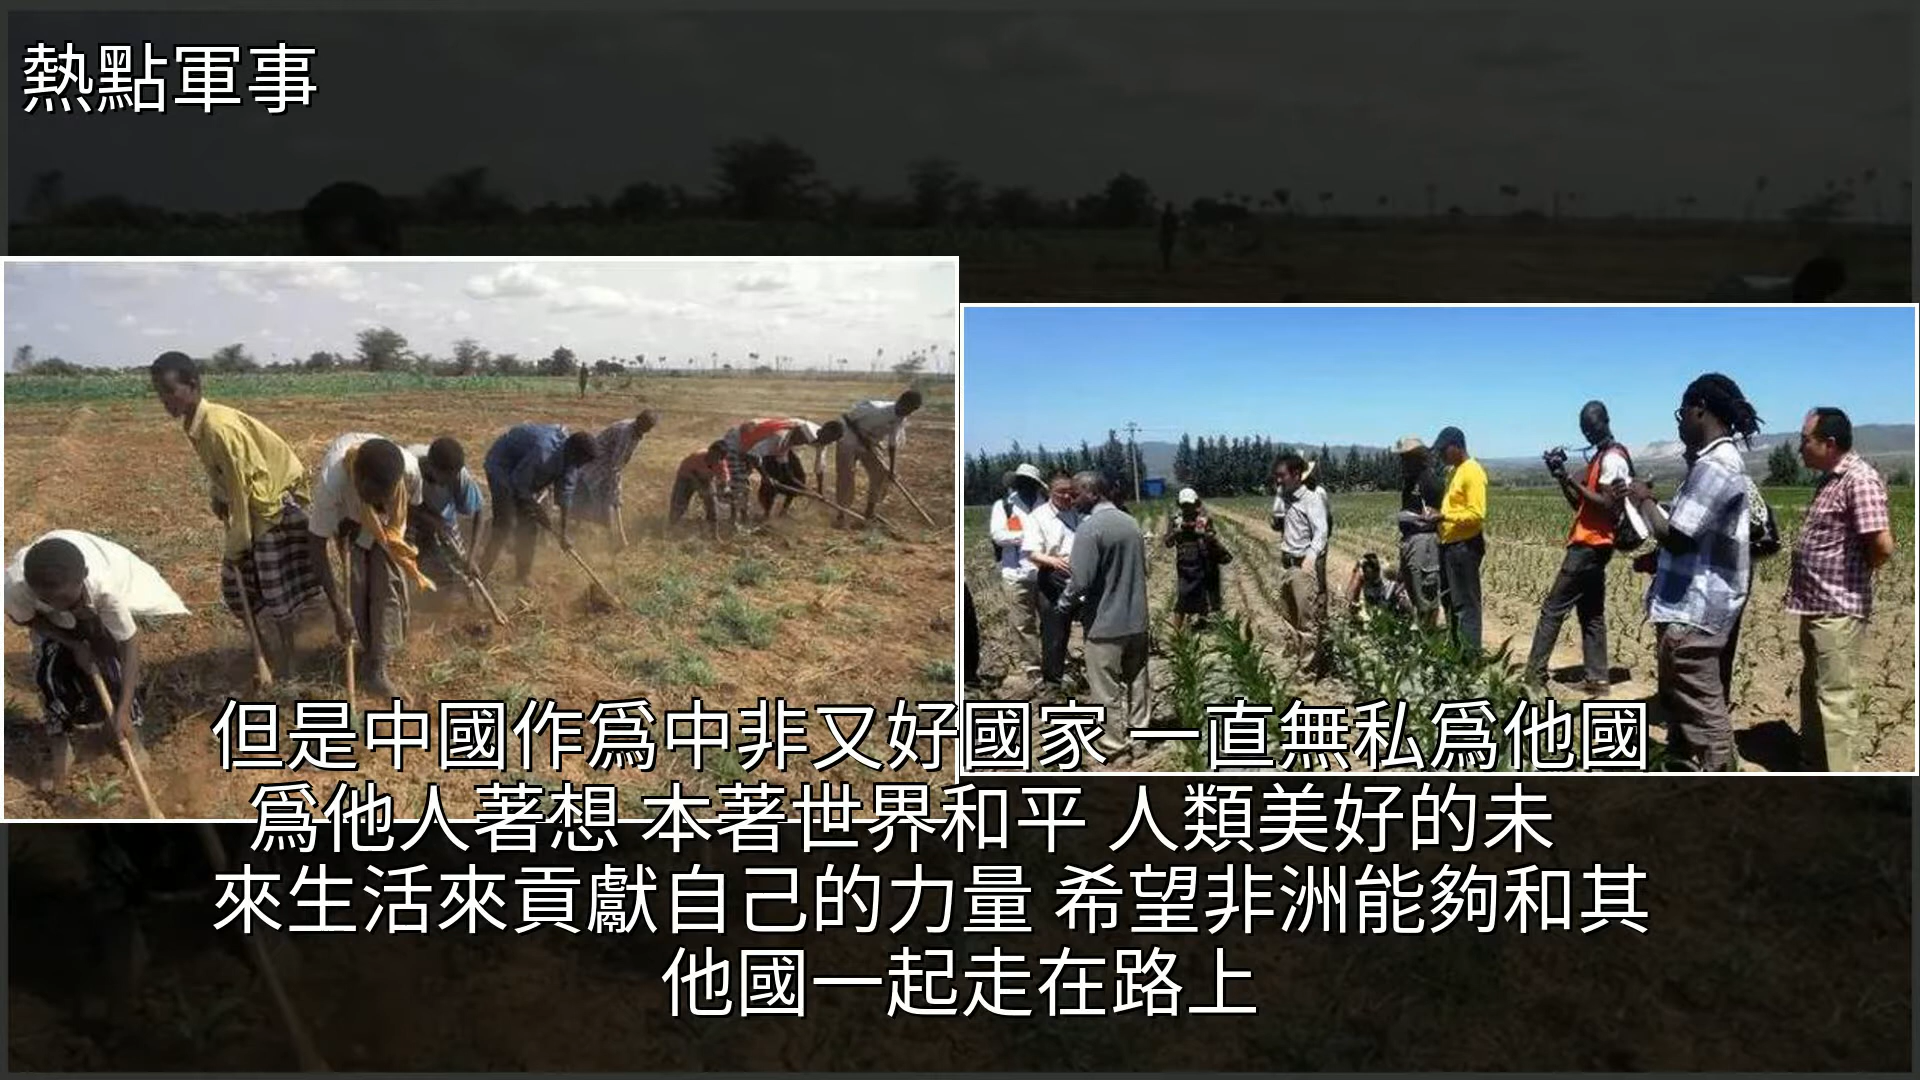 熱點軍事
但是中國作爲中非又好國家 一直無私爲他國
爲他人著想 本著世界和平 人類美好的未
來生活來貢獻自己的力量 希望非洲能夠和其
他國一起走在路上